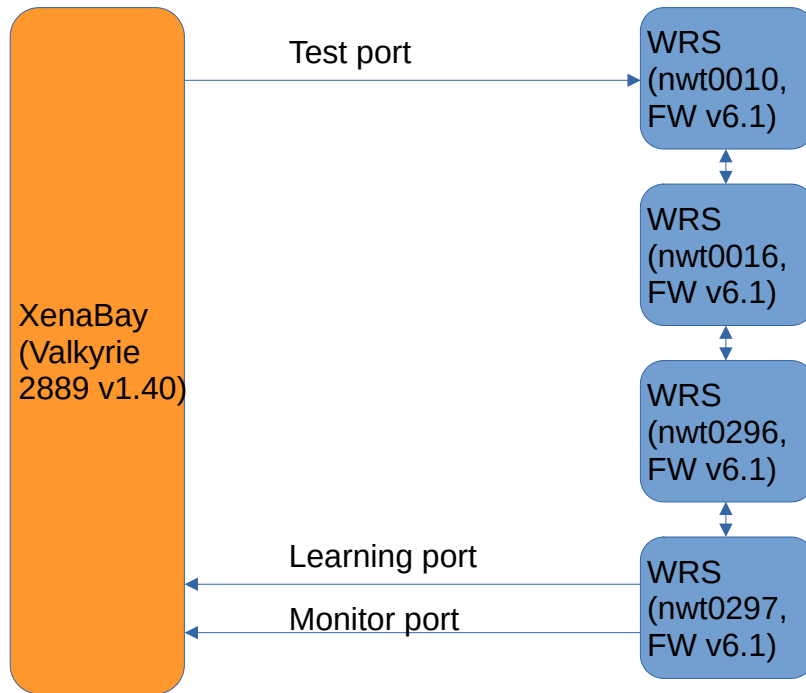 Test port
WRS
(nwt0010,
FW v6.1)
WRS
(nwt0016,
FW v6.1)
XenaBay
(Valkyrie
2889 v1.40)
WRS
(nwt0296,
FW v6.1)
Learning port
Monitor port
WRS
(nwt0297,
FW v6.1)